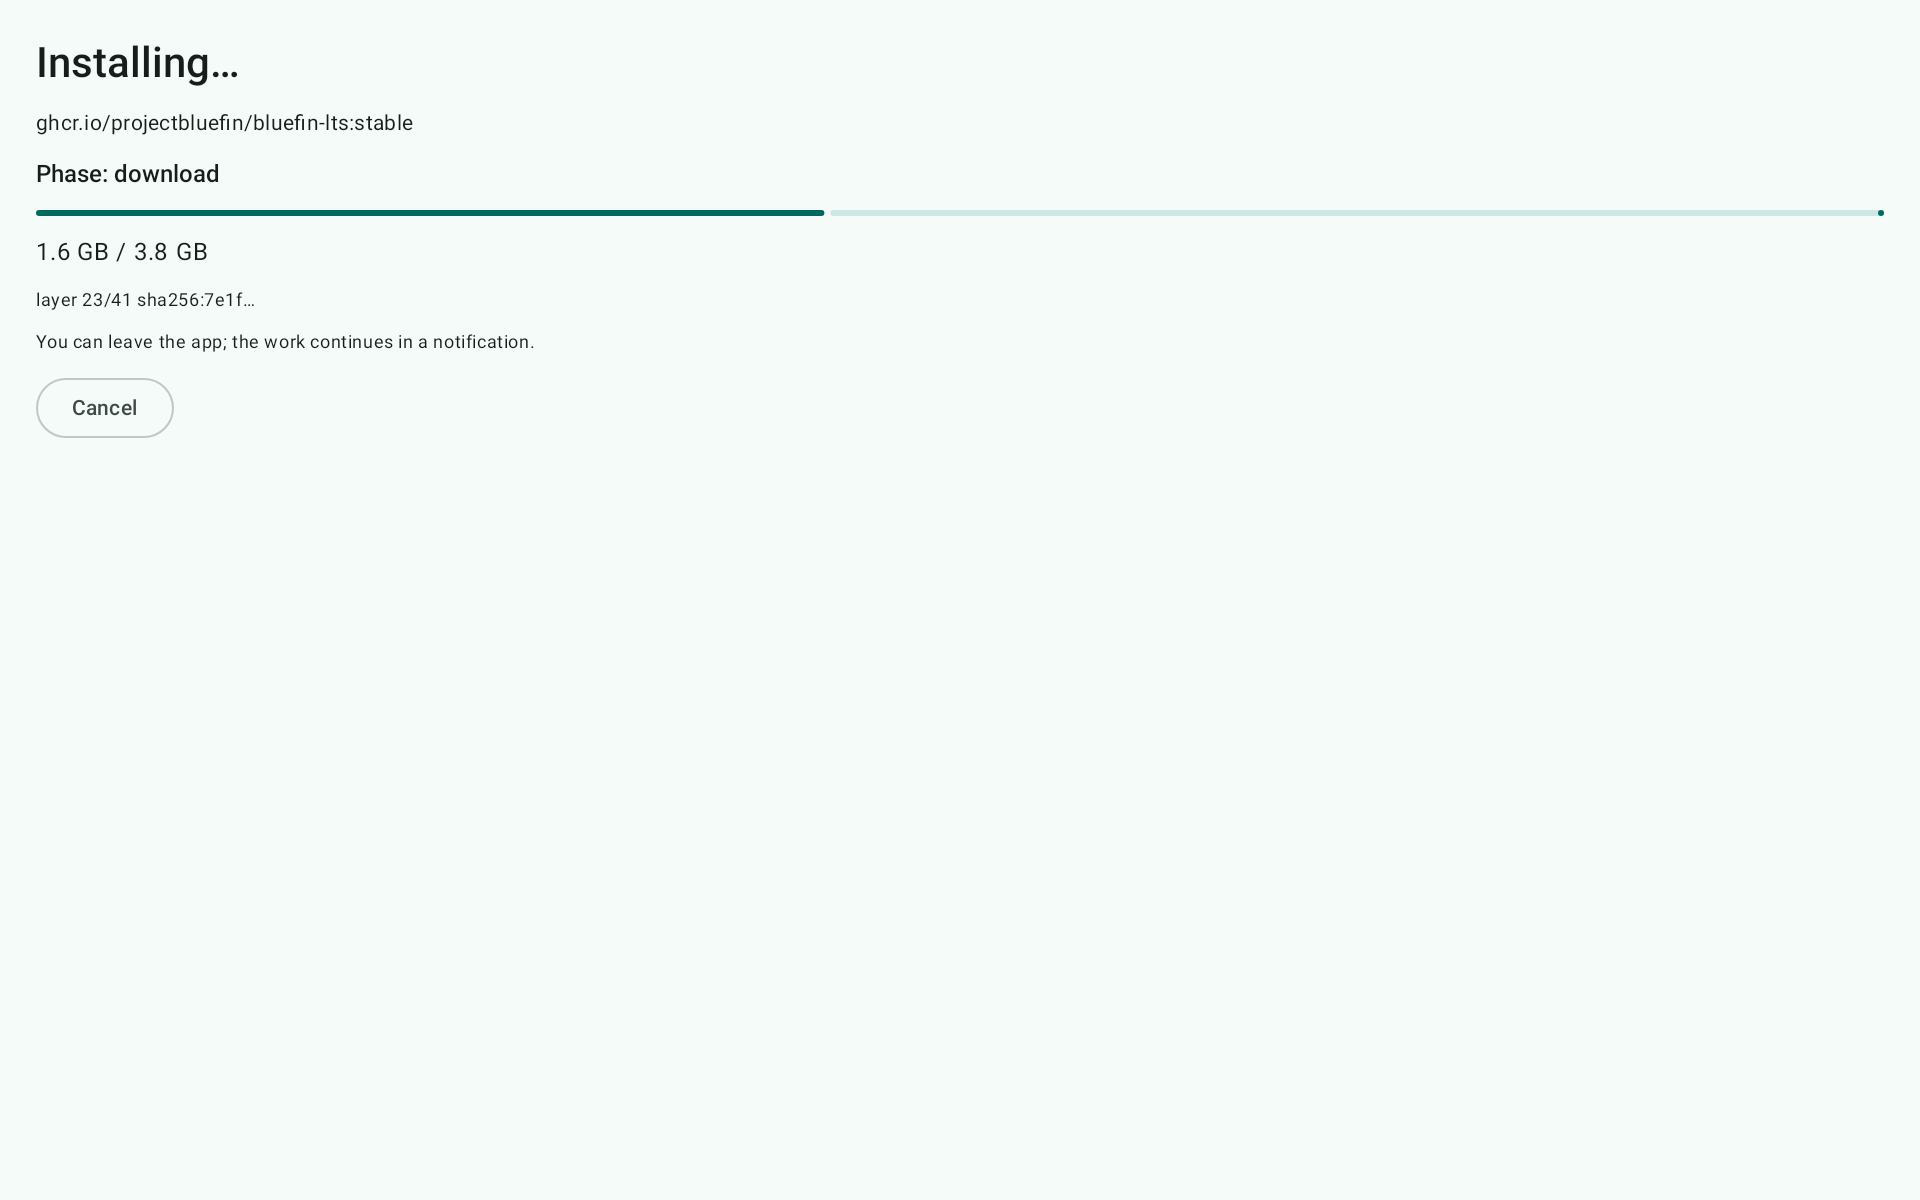 Installing…
ghcr.io/projectbluefin/bluefin-lts:stable
Phase: download
1.6 GB / 3.8 GB
layer 23/41 sha256:7e1f…
You can leave the app; the work continues in a notification.
Cancel